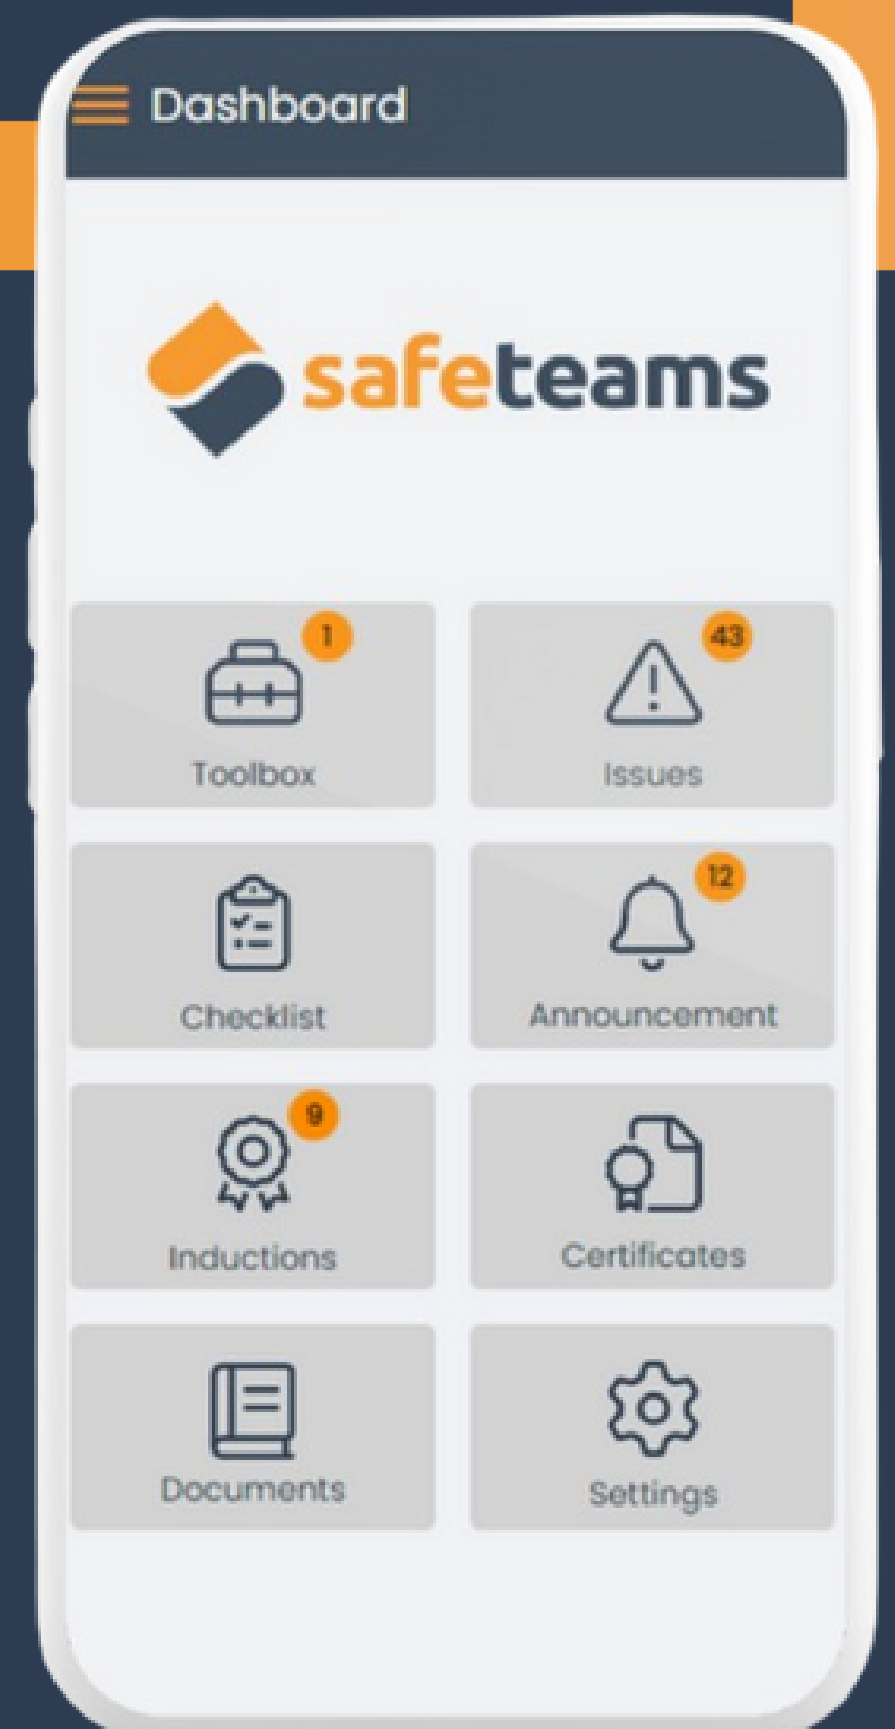 Dashboard
safeteams
1
43
Toolbox
Issues
12
Checklist
Announcement
9
Inductions
Certificates
Documents
Settings